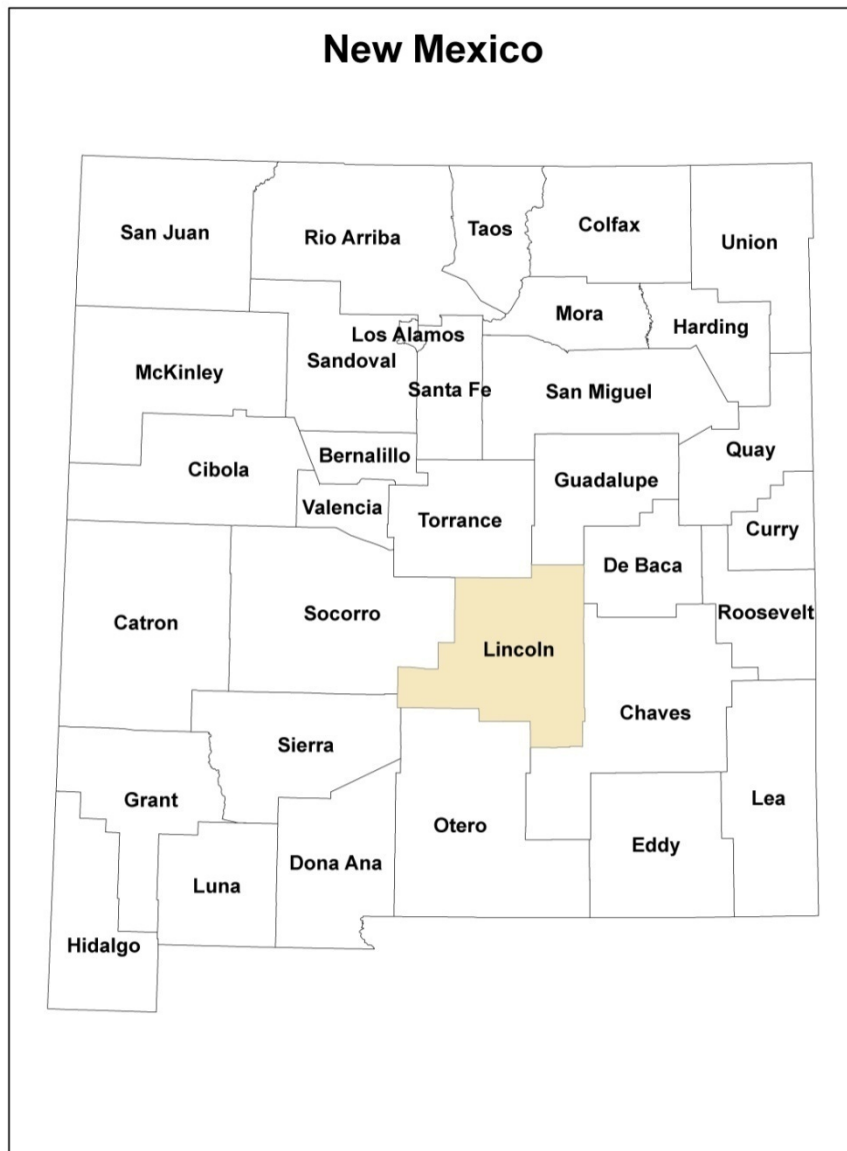 New Mexico
San Juan
Rio Arriba
Taos
Colfax
Union
Mora
Harding
Los Alamos
Sandoval
McKinley
Santa Fe
San Miguel
Quay
Bernalillo
Cibola
Guadalupe
Valencia
Torrance
Curry
De Baca
Roosevelt
Catron
Socorro
Lincoln
Chaves
Sierra
Grant
Lea
Otero
Eddy
Dona Ana
Luna
Hidalgo